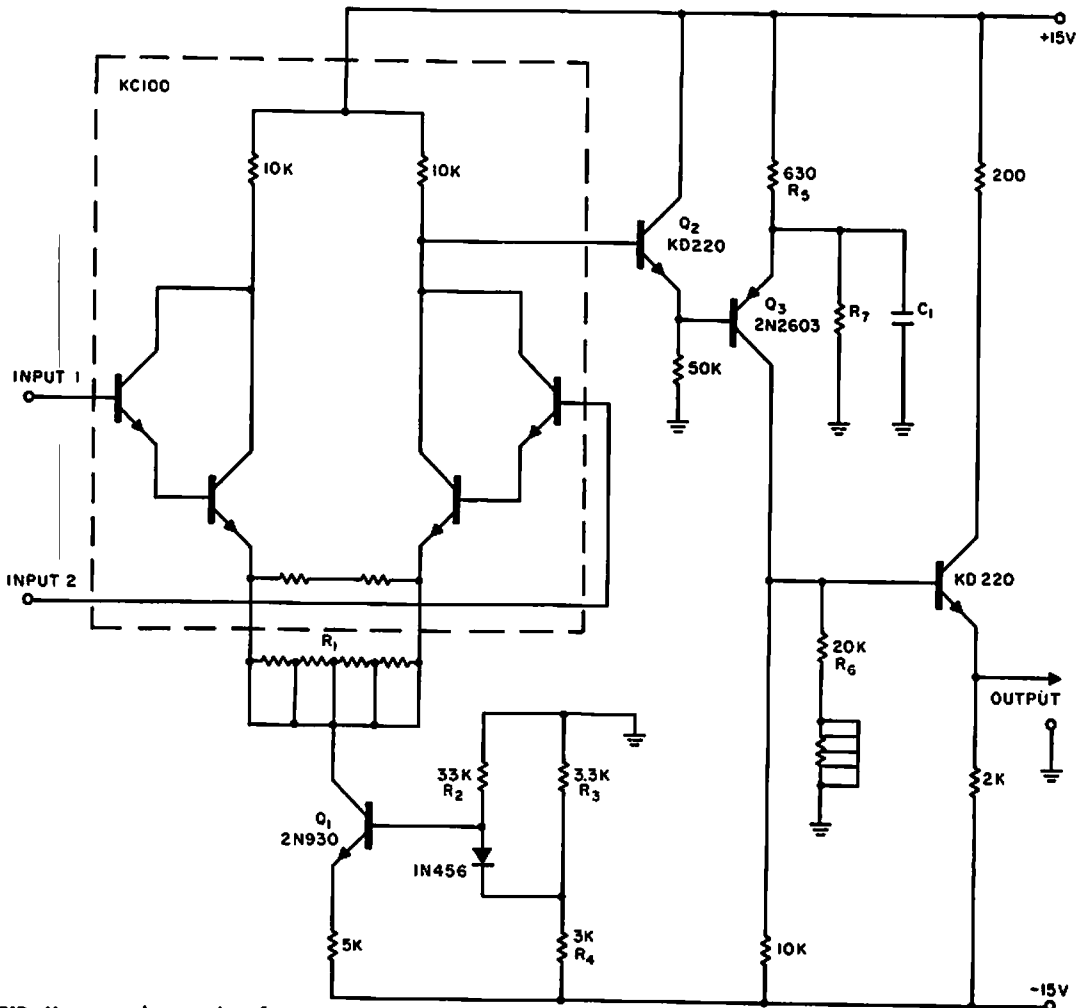 +15V
KC100
10K
10K
630
R5
200
Q2
KD220
Q3
2N2603
R7
C1
50K
INPUT 1
INPUT 2
R1
KD 220
20K
R6
OUTPUT
33K
R2
3.3K
R3
2K
Q1
2N930
1N456
5K
3K
R4
10K
-15V